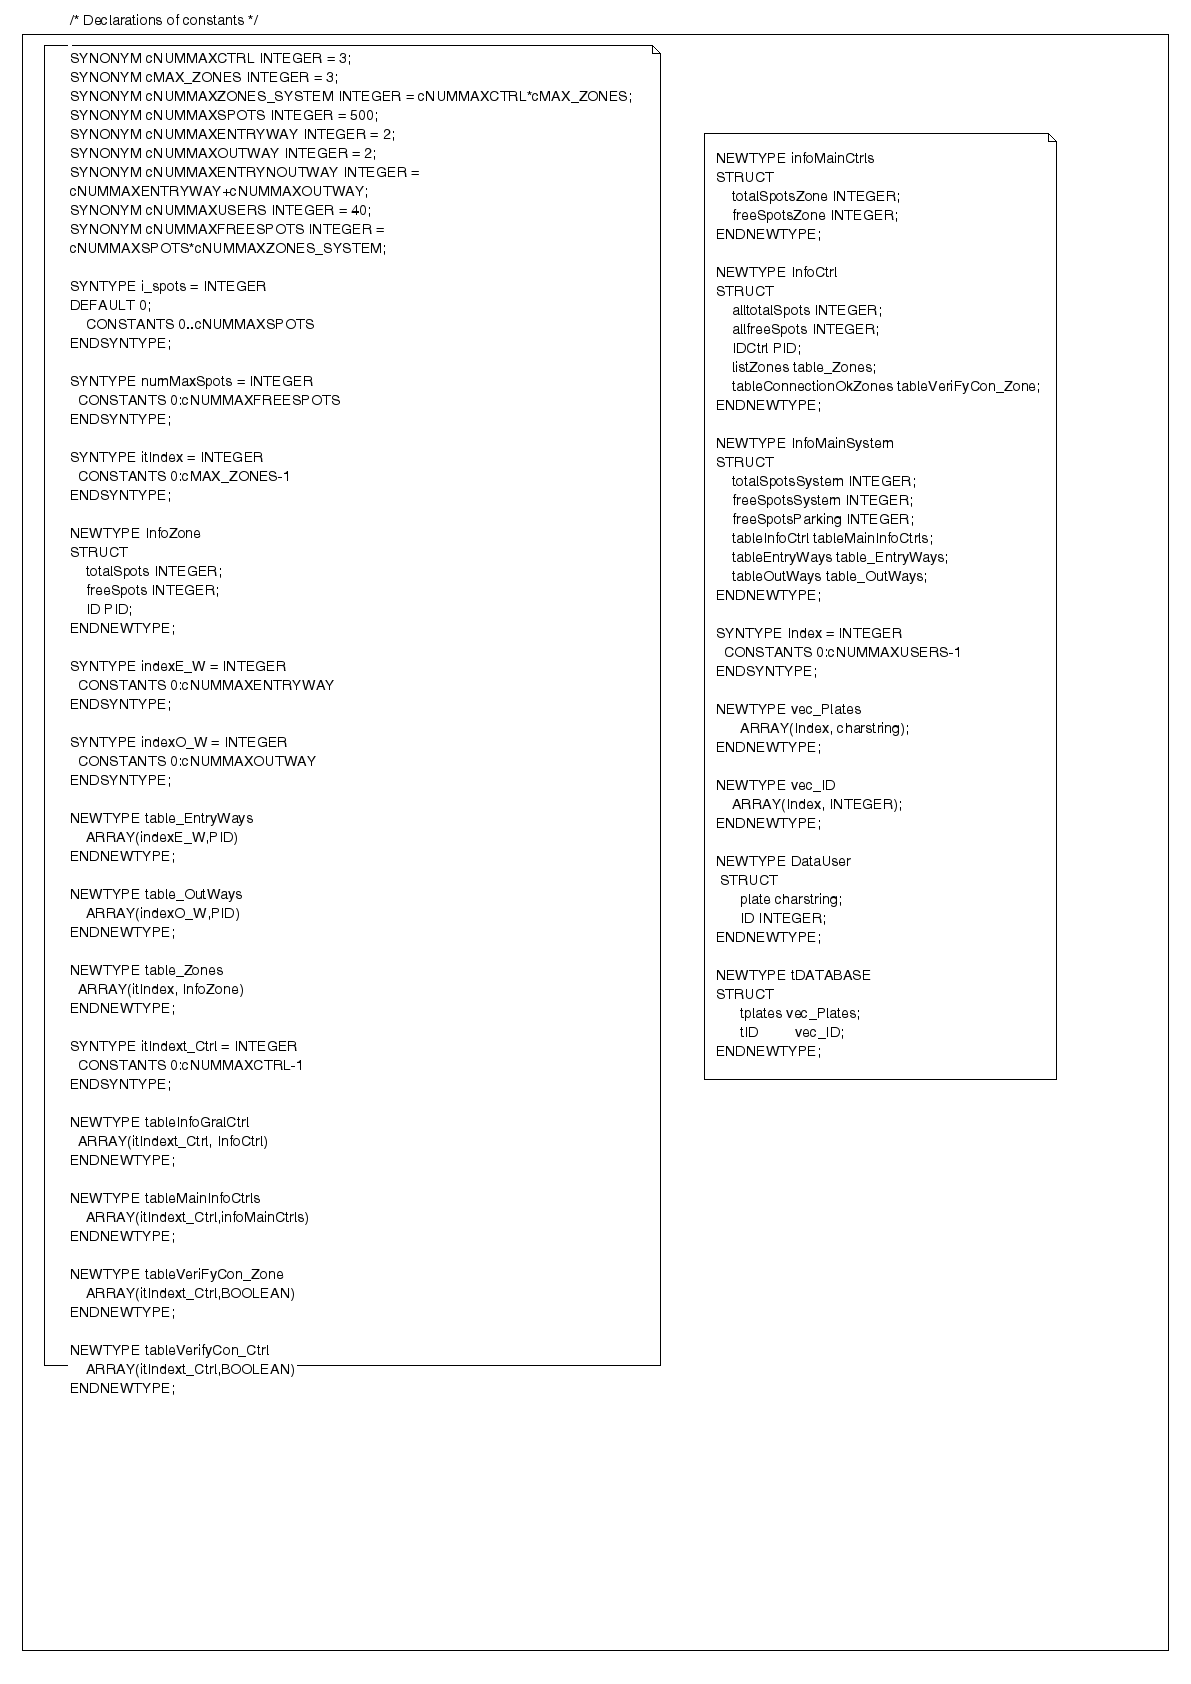 /* Declarations of constants */
SYNONYM cNUMMAXCTRL INTEGER = 3;
SYNONYM cMAX_ZONES INTEGER = 3;
SYNONYM cNUMMAXZONES_SYSTEM INTEGER = cNUMMAXCTRL*cMAX_ZONES;
SYNONYM cNUMMAXSPOTS INTEGER = 500;
SYNONYM cNUMMAXENTRYWAY INTEGER = 2;
SYNONYM cNUMMAXOUTWAY INTEGER = 2;
SYNONYM cNUMMAXENTRYNOUTWAY INTEGER =
cNUMMAXENTRYWAY+cNUMMAXOUTWAY;
SYNONYM cNUMMAXUSERS INTEGER = 40;
SYNONYM cNUMMAXFREESPOTS INTEGER =
cNUMMAXSPOTS*cNUMMAXZONES_SYSTEM;

SYNTYPE i_spots = INTEGER
DEFAULT 0;
    CONSTANTS 0..cNUMMAXSPOTS
ENDSYNTYPE;

SYNTYPE numMaxSpots = INTEGER
  CONSTANTS 0:cNUMMAXFREESPOTS
ENDSYNTYPE;

SYNTYPE itIndex = INTEGER
  CONSTANTS 0:cMAX_ZONES-1
ENDSYNTYPE;

NEWTYPE InfoZone
STRUCT
    totalSpots INTEGER;
    freeSpots INTEGER;
    ID PID;
ENDNEWTYPE;

SYNTYPE indexE_W = INTEGER
  CONSTANTS 0:cNUMMAXENTRYWAY
ENDSYNTYPE;

SYNTYPE indexO_W = INTEGER
  CONSTANTS 0:cNUMMAXOUTWAY
ENDSYNTYPE;

NEWTYPE table_EntryWays
    ARRAY(indexE_W,PID)
ENDNEWTYPE;

NEWTYPE table_OutWays
    ARRAY(indexO_W,PID)
ENDNEWTYPE;

NEWTYPE table_Zones
  ARRAY(itIndex, InfoZone)
ENDNEWTYPE;

SYNTYPE itIndext_Ctrl = INTEGER
  CONSTANTS 0:cNUMMAXCTRL-1
ENDSYNTYPE;

NEWTYPE tableInfoGralCtrl
  ARRAY(itIndext_Ctrl, InfoCtrl)
ENDNEWTYPE;

NEWTYPE tableMainInfoCtrls
    ARRAY(itIndext_Ctrl,infoMainCtrls)
ENDNEWTYPE;

NEWTYPE tableVeriFyCon_Zone
    ARRAY(itIndext_Ctrl,BOOLEAN)
ENDNEWTYPE;

NEWTYPE tableVerifyCon_Ctrl
    ARRAY(itIndext_Ctrl,BOOLEAN)
ENDNEWTYPE;

NEWTYPE infoMainCtrls
STRUCT
    totalSpotsZone INTEGER;
    freeSpotsZone INTEGER;
ENDNEWTYPE;

NEWTYPE InfoCtrl
STRUCT
    alltotalSpots INTEGER;
    allfreeSpots INTEGER;
    IDCtrl PID;
    listZones table_Zones;
    tableConnectionOkZones tableVeriFyCon_Zone;
ENDNEWTYPE;

NEWTYPE InfoMainSystem
STRUCT
    totalSpotsSystem INTEGER;
    freeSpotsSystem INTEGER;
    freeSpotsParking INTEGER;
    tableInfoCtrl tableMainInfoCtrls;
    tableEntryWays table_EntryWays;
    tableOutWays table_OutWays;
ENDNEWTYPE;

SYNTYPE Index = INTEGER
  CONSTANTS 0:cNUMMAXUSERS-1
ENDSYNTYPE;

NEWTYPE vec_Plates
      ARRAY(Index, charstring);
ENDNEWTYPE;

NEWTYPE vec_ID
    ARRAY(Index, INTEGER);
ENDNEWTYPE;

NEWTYPE DataUser
 STRUCT
      plate charstring;
      ID INTEGER;
ENDNEWTYPE;

NEWTYPE tDATABASE
STRUCT
      tplates vec_Plates;
      tID         vec_ID;
ENDNEWTYPE;